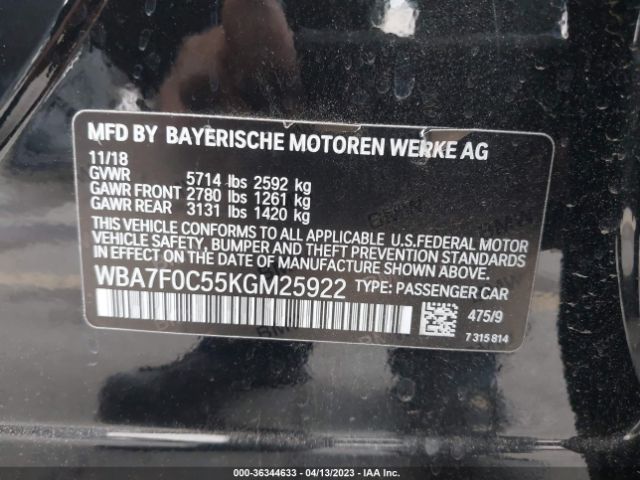 MFD BY BAYERISCHE MOTOREN WERKE AG
11/18
GVWR 5714 lbs 2592 kg
GAWR FRONT 2780 lbs 1261 kg
GAWR REAR 3131 lbs 1420 kg
THIS VEHICLE CONFORMS TO ALL APPLICABLE U.S.FEDERAL MOTOR
VEHICLE SAFETY, BUMPER AND THEFT PREVENTION STANDARDS
IN EFFECT ON THE DATE OF MANUFACTURE SHOWN ABOVE.
WBA7F0C55KGM25922 TYPE: PASSENGER CAR
475/9
7 315 814
000-36344633 - 04/13/2023 - IAA Inc.